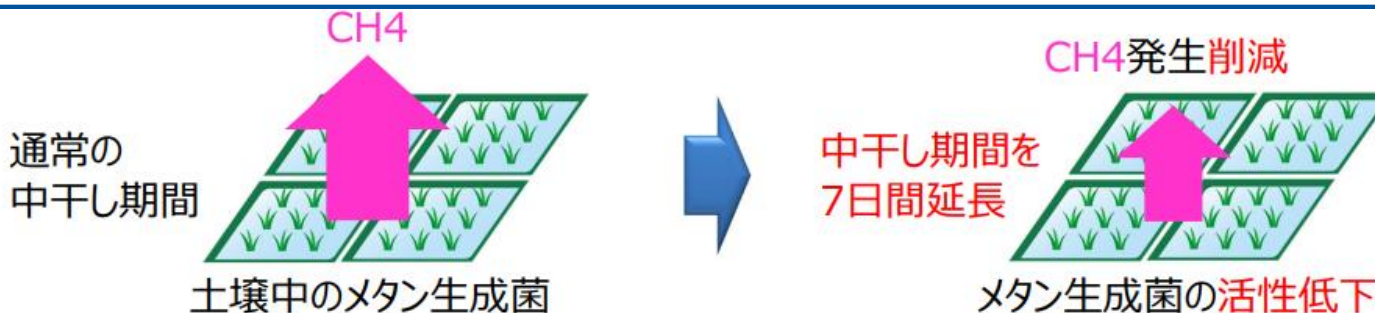 CH4
通常の
中干し期間
土壌中のメタン生成菌
CH4発生削減
中干し期間を
7日間延長
メタン生成菌の活性低下